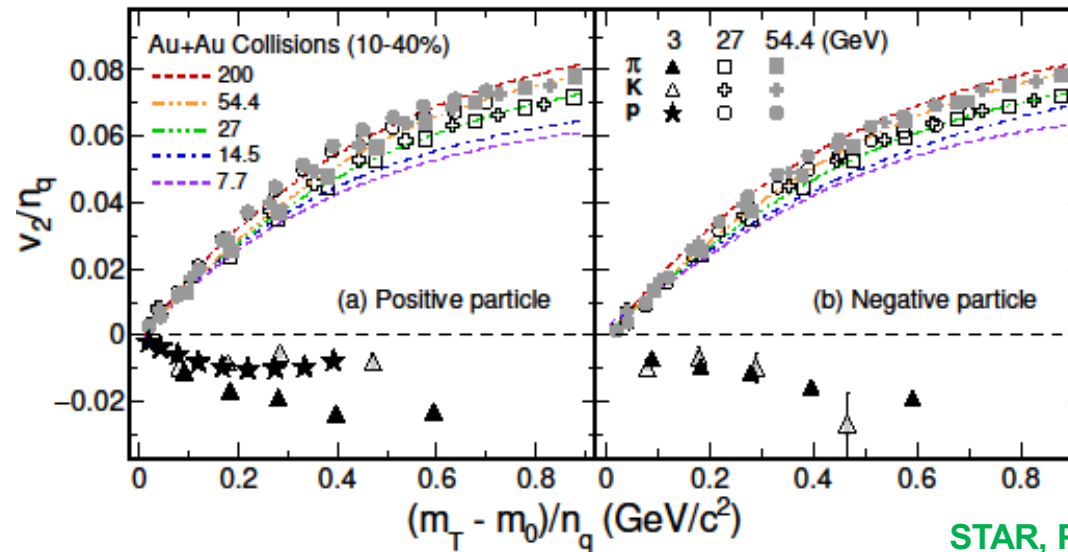 Au+Au Collisions (10-40%)
200
54.4
27
14.5
7.7
3 27 54.4 (GeV)
π
K
p
0.08
0.06
0.04
0.02
0
−0.02
v2/nq
(a) Positive particle
(b) Negative particle
0 0.2 0.4 0.6 0.8 0 0.2 0.4 0.6 0.8
(mT - m0)/nq (GeV/c²)
STAR,